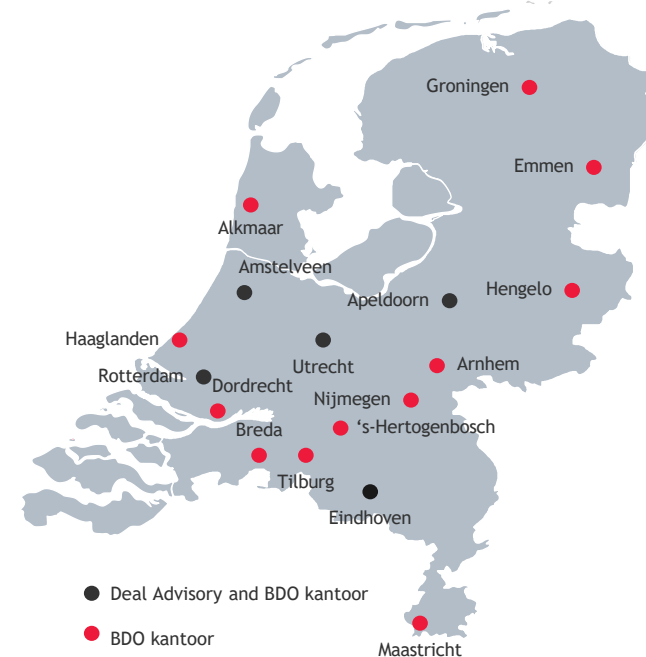 Groningen
Emmen
Alkmaar
Amstelveen
Hengelo
Apeldoorn
Haaglanden
Utrecht
Arnhem
Rotterdam
Dordrecht
Nijmegen
Breda
‘s-Hertogenbosch
Tilburg
Eindhoven
Deal Advisory and BDO kantoor
BDO kantoor
Maastricht